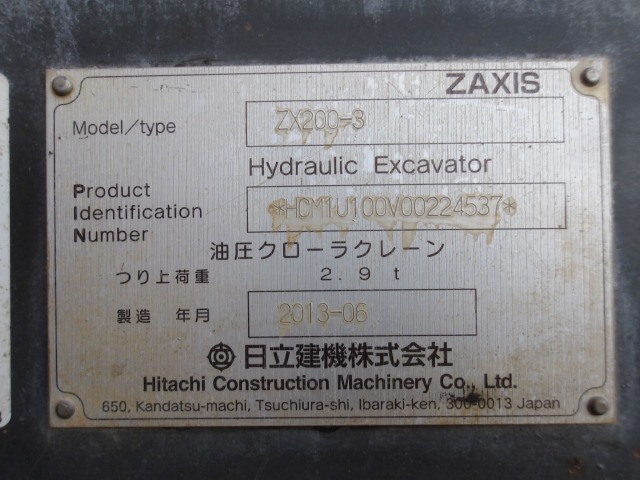 ZAXIS
Model/type ZX200-3
Hydraulic Excavator
Product
Identification *HCM1U100V00224537*
Number
油圧クローラクレーン
つり上荷重 2.9 t
製造 年月 2013-06
日立建機株式会社
Hitachi Construction Machinery Co., Ltd.
650, Kandatsu-machi, Tsuchiura-shi, Ibaraki-ken, 300-0013 Japan